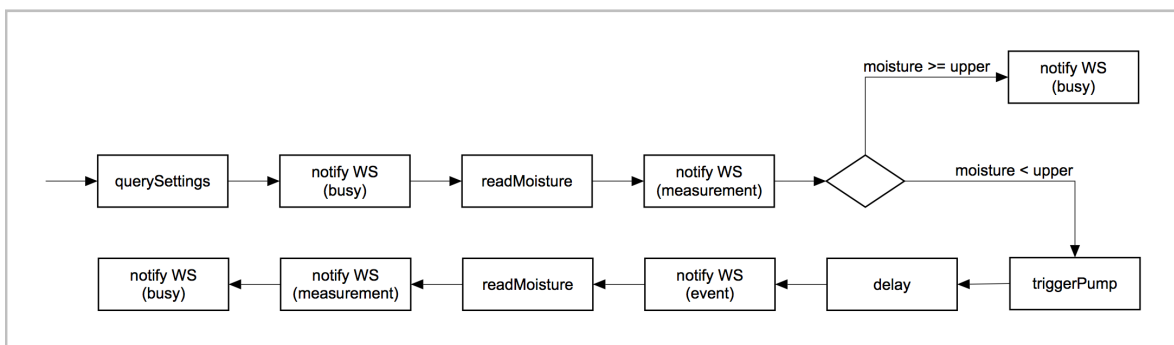 moisture >= upper
notify WS
(busy)
querySettings
notify WS
(busy)
readMoisture
notify WS
(measurement)
moisture < upper
notify WS
(busy)
notify WS
(measurement)
readMoisture
notify WS
(event)
delay
triggerPump